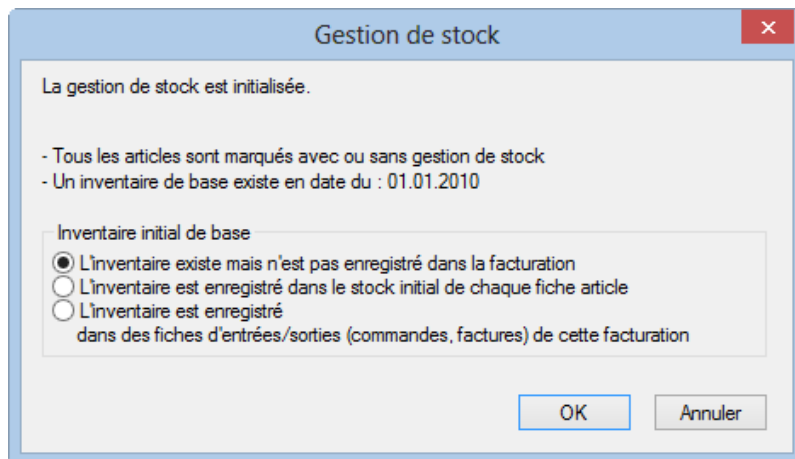 Gestion de stock
La gestion de stock est initialisée.
- Tous les articles sont marqués avec ou sans gestion de stock
- Un inventaire de base existe en date du : 01.01.2010
Inventaire initial de base
L'inventaire existe mais n'est pas enregistré dans la facturation
L'inventaire est enregistré dans le stock initial de chaque fiche article
L'inventaire est enregistré
dans des fiches d'entrées/sorties (commandes, factures) de cette facturation
OK Annuler